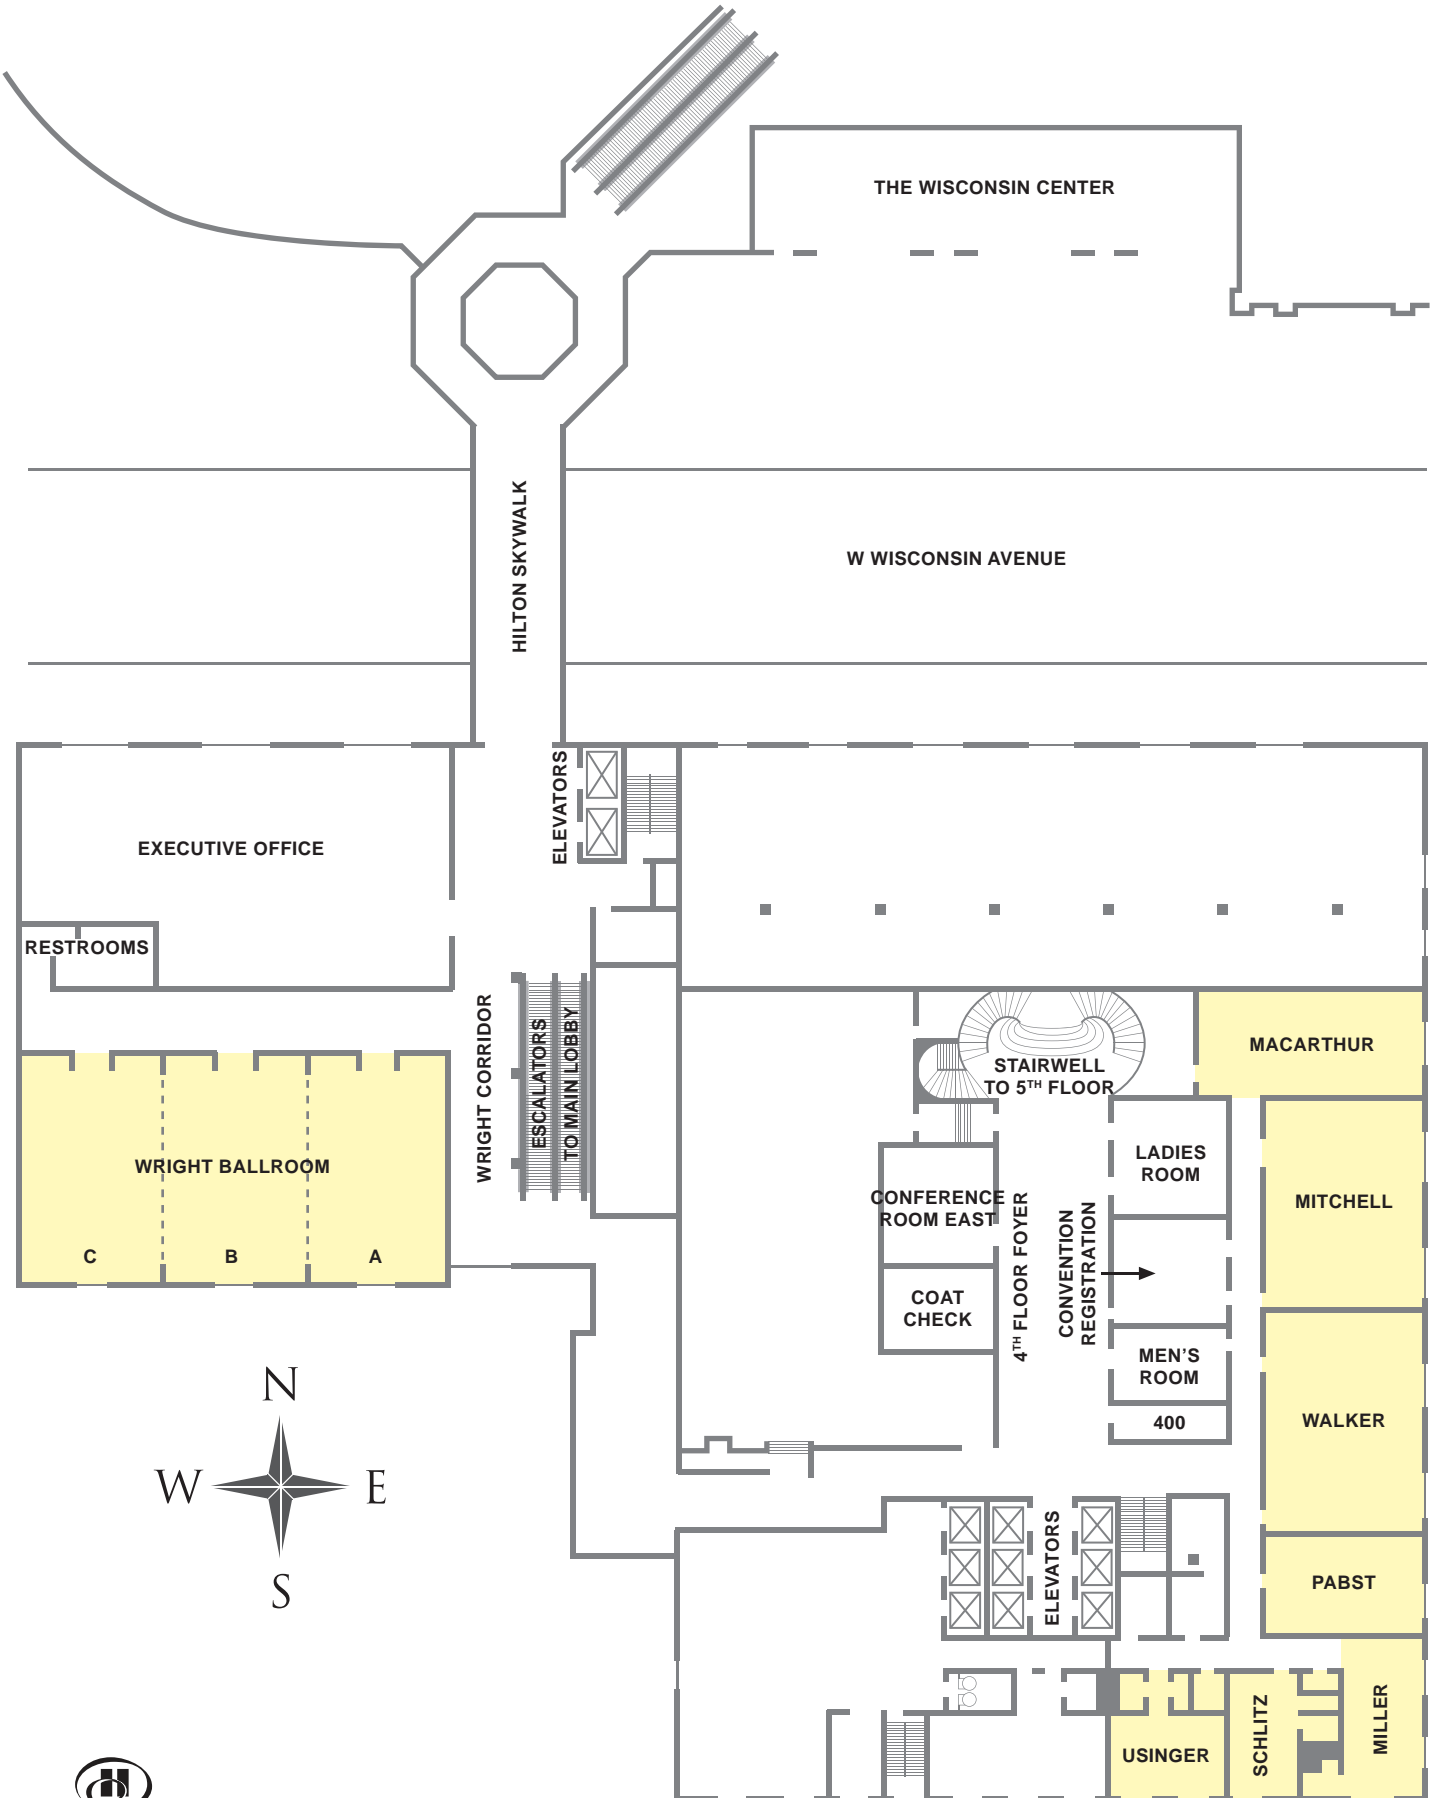 THE WISCONSIN CENTER
HILTON SKYWALK
W WISCONSIN AVENUE
ELEVATORS
EXECUTIVE OFFICE
RESTROOMS
WRIGHT CORRIDOR
ESCALATORS
TO MAIN LOBBY
STAIRWELL
TO 5TH FLOOR
MACARTHUR
WRIGHT BALLROOM
C
B
A
CONFERENCE
ROOM EAST
COAT
CHECK
4TH FLOOR FOYER
CONVENTION
REGISTRATION
LADIES
ROOM
MITCHELL
MEN'S
ROOM
400
WALKER
N
W
E
S
ELEVATORS
PABST
USINGER
SCHLITZ
MILLER